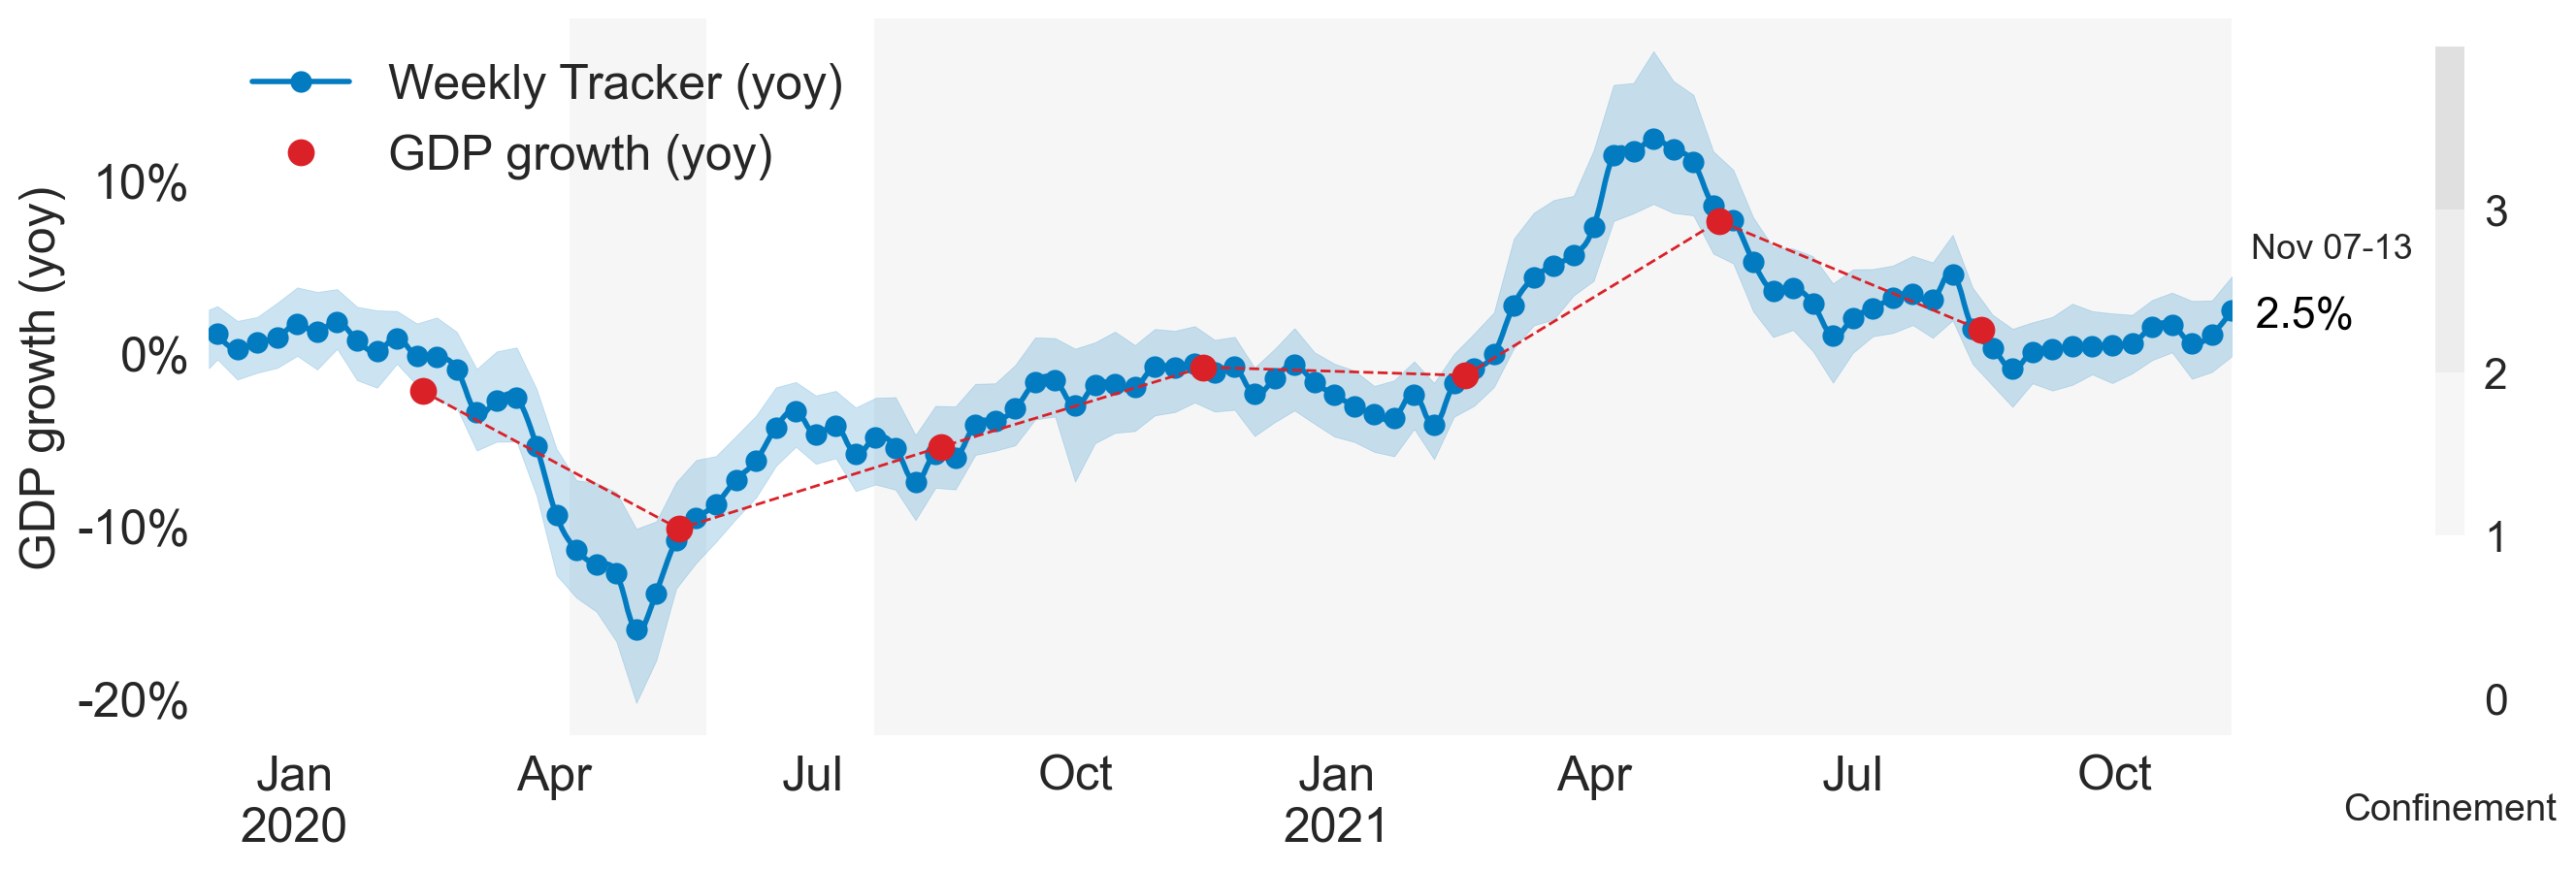 Weekly Tracker (yoy)
GDP growth (yoy)
GDP growth (yoy)
10%
0%
-10%
-20%
Jan
2020
Apr
Jul
Oct
Jan
2021
Apr
Jul
Oct
Nov 07-13
2.5%
3
2
1
0
Confinement